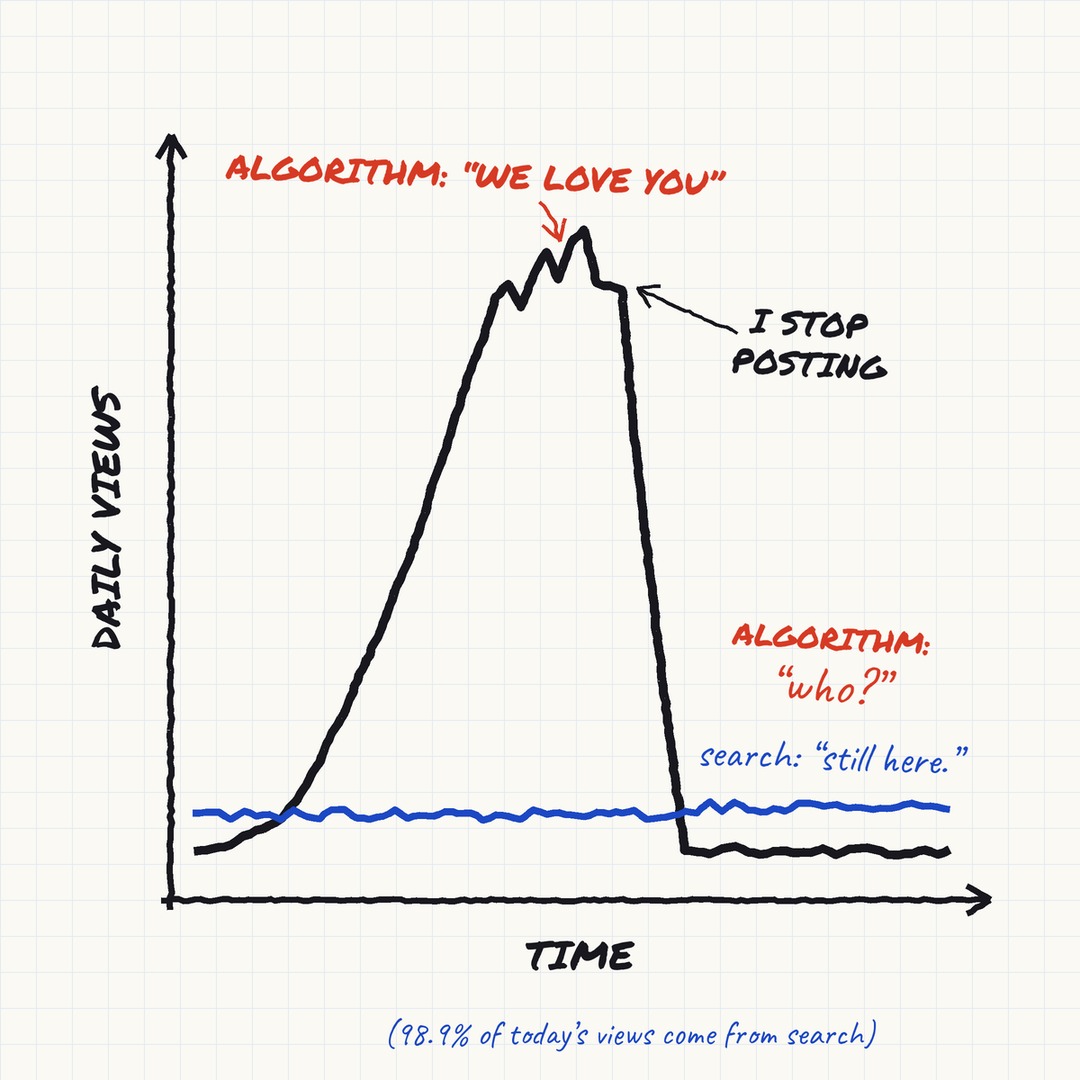 ALGORITHM: “WE LOVE YOU”
I STOP
POSTING
DAILY VIEWS
ALGORITHM:
“who?”
search: “still here.”
TIME
(98.9% of today’s views come from search)